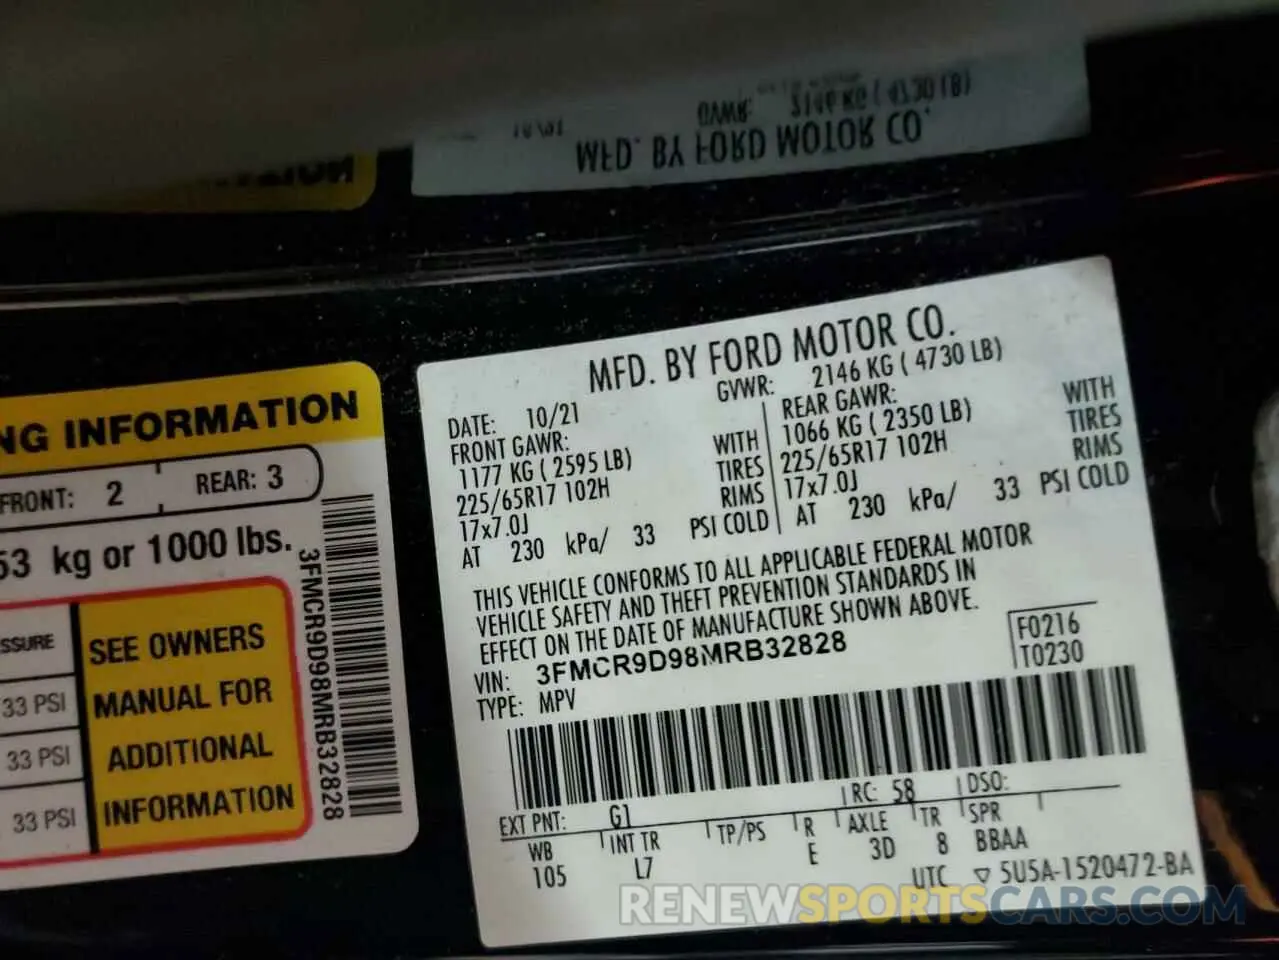 MFD. BY FORD MOTOR CO.
NG INFORMATION
FRONT: 2 REAR: 3
53 kg or 1000 lbs.
SSURE
33 PSI
33 PSI
33 PSI
SEE OWNERS
MANUAL FOR
ADDITIONAL
INFORMATION
3FMCR9D98MRB32828
MFD. BY FORD MOTOR CO.
DATE: 10/21 GVWR: 2146 KG ( 4730 LB)
FRONT GAWR: REAR GAWR:
1177 KG ( 2595 LB) WITH 1066 KG ( 2350 LB) WITH
225/65R17 102H TIRES 225/65R17 102H TIRES
17x7.0J RIMS 17x7.0J RIMS
AT 230 kPa/ 33 PSI COLD AT 230 kPa/ 33 PSI COLD
THIS VEHICLE CONFORMS TO ALL APPLICABLE FEDERAL MOTOR
VEHICLE SAFETY AND THEFT PREVENTION STANDARDS IN
EFFECT ON THE DATE OF MANUFACTURE SHOWN ABOVE.
VIN: 3FMCR9D98MRB32828 F0216
TYPE: MPV T0230
EXT PNT: G1 RC: 58 DSO:
WB INT TR TP/PS R AXLE TR SPR
105 L7 E 3D 8 BBAA
UTC ▽ 5U5A-1520472-BA
RENEWSPORTSCARS.COM